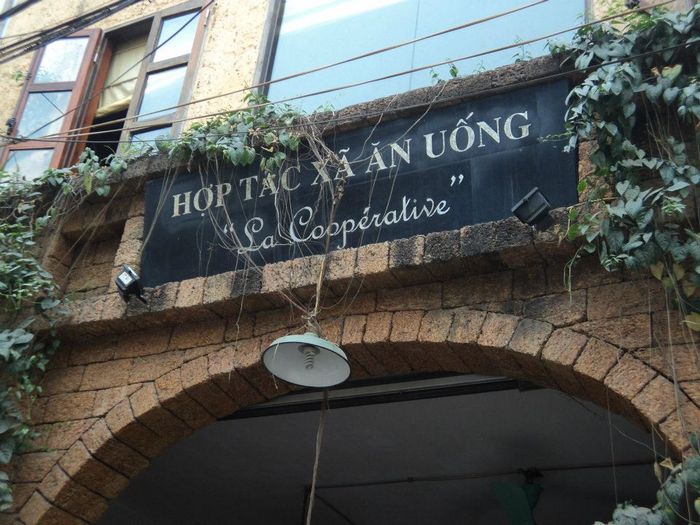 HỢP TÁC XÃ ĂN UỐNG
"La Coopérative"